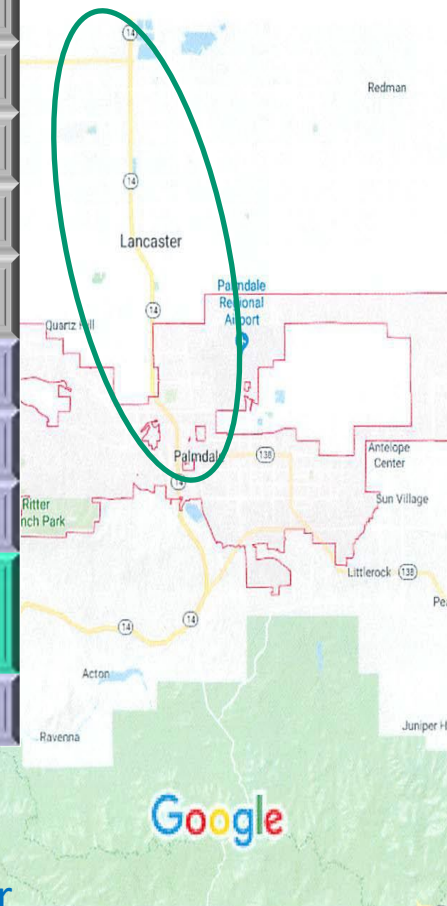 14
Redman
14
Lancaster
Palmdale
Regional
Airport
14
Quartz Hill
Palmdale
138
Antelope
Center
14
Sun Village
Ritter
nch Park
Littlerock 138
Pe
14
14
Acton
Juniper H
Ravenna
Google
r